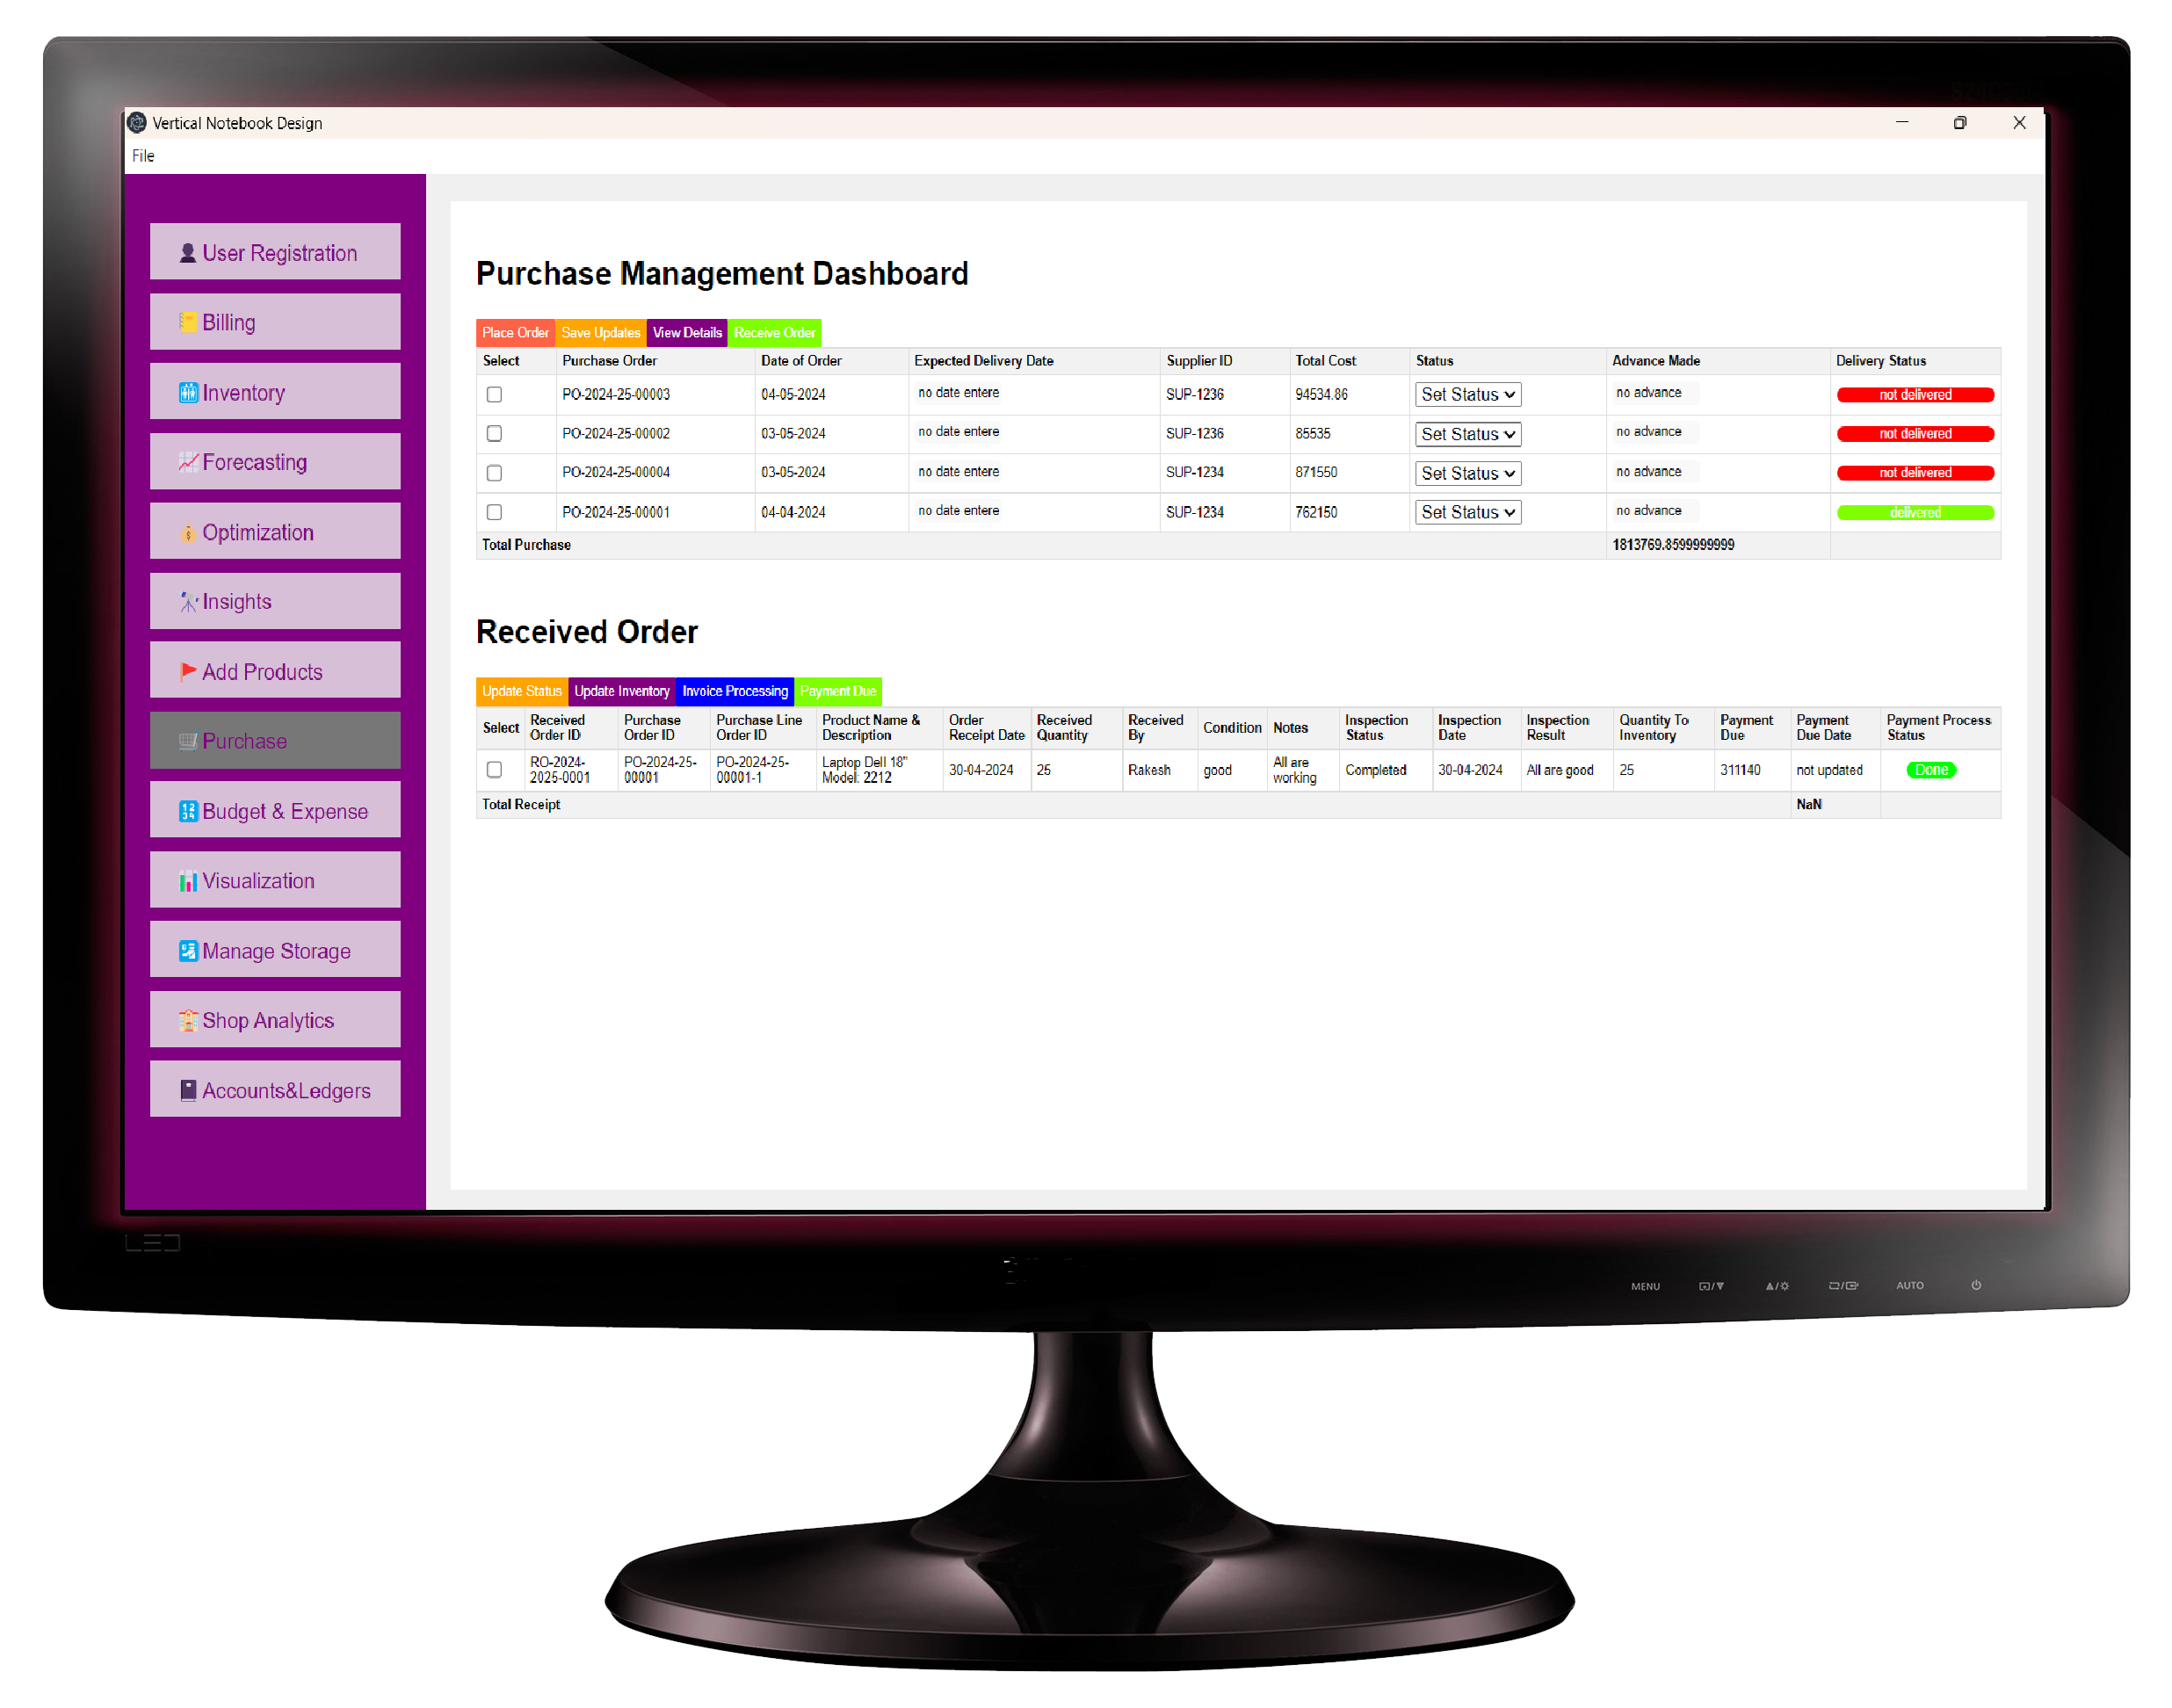 Vertical Notebook Design
File
User Registration
Billing
Inventory
Forecasting
Optimization
Insights
Add Products
Purchase
Budget & Expense
Visualization
Manage Storage
Shop Analytics
Accounts&Ledgers
Purchase Management Dashboard
Place Order Save Updates View Details Receive Order
Select Purchase Order Date of Order Expected Delivery Date Supplier ID Total Cost Status Advance Made Delivery Status
PO-2024-25-00003 04-05-2024 no date entere SUP-1236 94534.86 Set Status no advance not delivered
PO-2024-25-00002 03-05-2024 no date entere SUP-1236 85535 Set Status no advance not delivered
PO-2024-25-00004 03-05-2024 no date entere SUP-1234 871550 Set Status no advance not delivered
PO-2024-25-00001 04-04-2024 no date entere SUP-1234 762150 Set Status no advance delivered
Total Purchase 1813769.8599999999
Received Order
Update Status Update Inventory Invoice Processing Payment Due
Select Received Purchase Purchase Line Product Name & Order Received Received Condition Notes Inspection Inspection Inspection Quantity To Payment Payment Payment Process
Order ID Order ID Order ID Description Receipt Date Quantity By Status Date Result Inventory Due Due Date Status
RO-2024- PO-2024-25- PO-2024-25- Laptop Dell 18" 30-04-2024 25 Rakesh good All are Completed 30-04-2024 All are good 25 311140 not updated Done
2025-0001 00001 00001-1 Model: 2212 working
Total Receipt NaN
LED
MENU AUTO